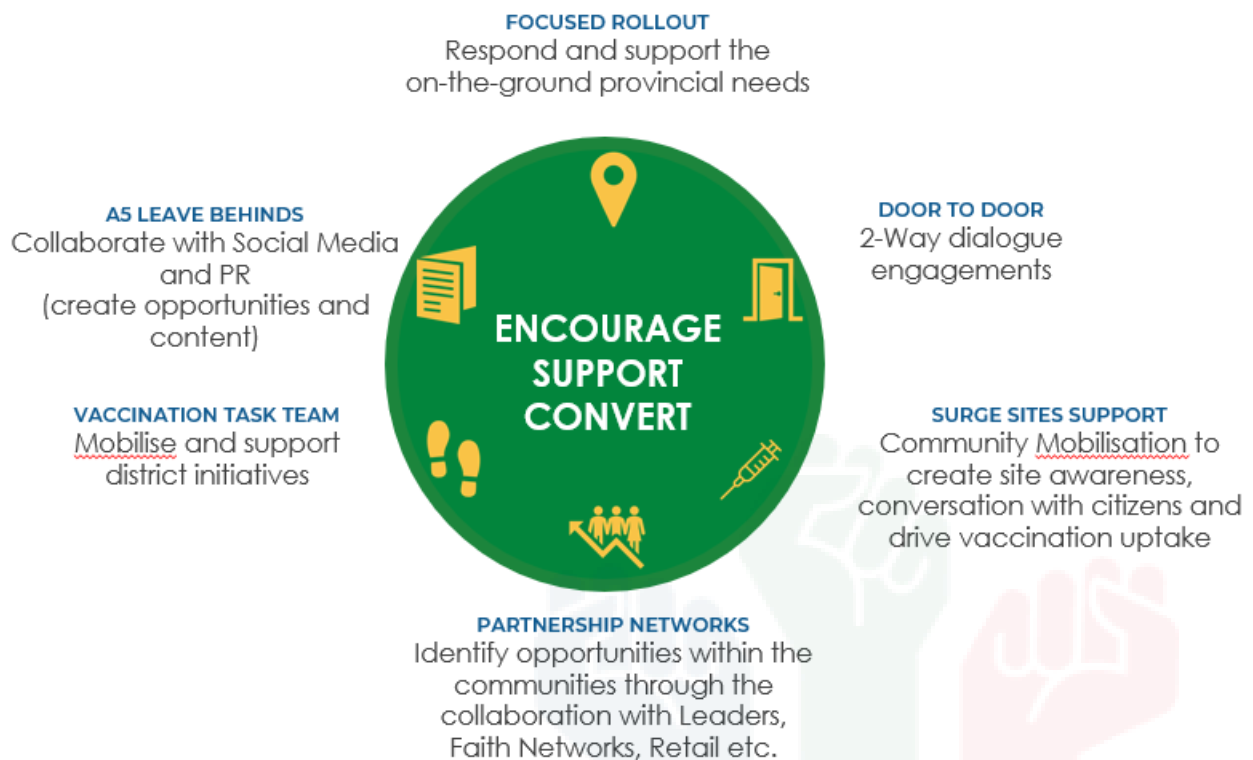 FOCUSED ROLLOUT
Respond and support the
on-the-ground provincial needs
A5 LEAVE BEHINDS
Collaborate with Social Media
and PR
(create opportunities and
content)
DOOR TO DOOR
2-Way dialogue
engagements
ENCOURAGE
SUPPORT
CONVERT
VACCINATION TASK TEAM
Mobilise and support
district initiatives
SURGE SITES SUPPORT
Community Mobilisation to
create site awareness,
conversation with citizens and
drive vaccination uptake
PARTNERSHIP NETWORKS
Identify opportunities within the
communities through the
collaboration with Leaders,
Faith Networks, Retail etc.